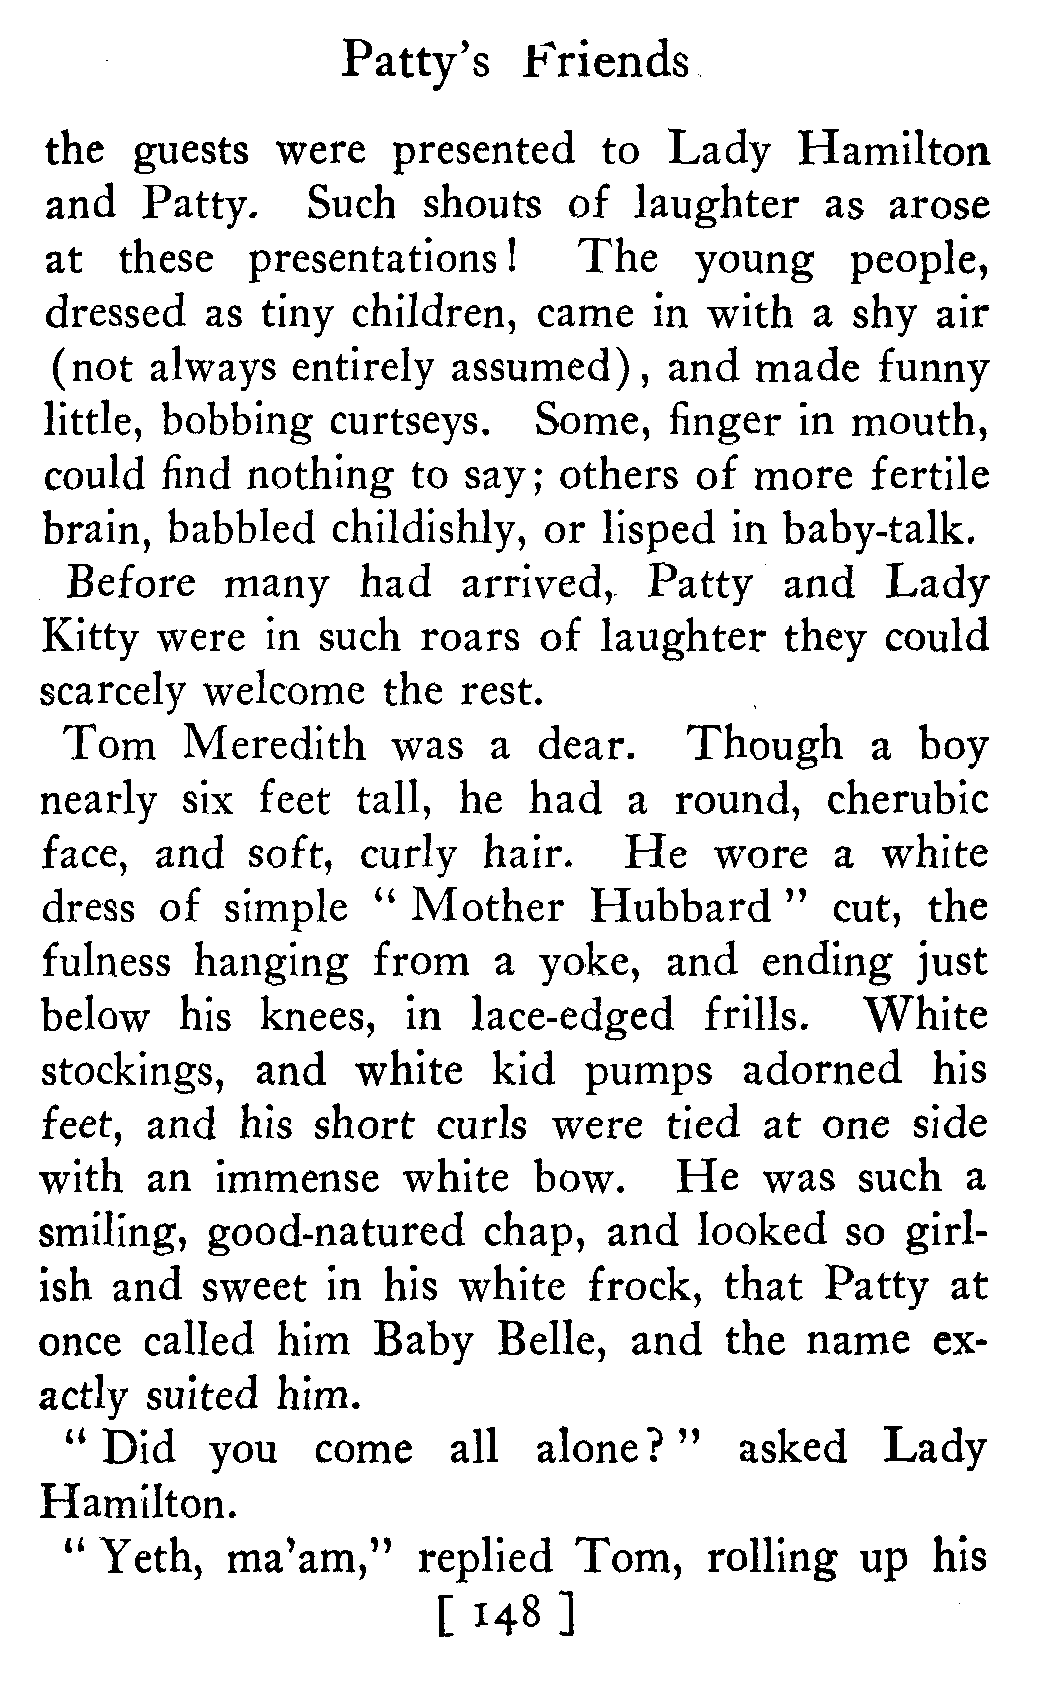 Patty's Friends
the guests were presented to Lady Hamilton
and Patty. Such shouts of laughter as arose
at these presentations! The young people,
dressed as tiny children, came in with a shy air
(not always entirely assumed), and made funny
little, bobbing curtseys. Some, finger in mouth,
could find nothing to say; others of more fertile
brain, babbled childishly, or lisped in baby-talk.
Before many had arrived, Patty and Lady
Kitty were in such roars of laughter they could
scarcely welcome the rest.
Tom Meredith was a dear. Though a boy
nearly six feet tall, he had a round, cherubic
face, and soft, curly hair. He wore a white
dress of simple "Mother Hubbard" cut, the
fulness hanging from a yoke, and ending just
below his knees, in lace-edged frills. White
stockings, and white kid pumps adorned his
feet, and his short curls were tied at one side
with an immense white bow. He was such a
smiling, good-natured chap, and looked so girl-
ish and sweet in his white frock, that Patty at
once called him Baby Belle, and the name ex-
actly suited him.
"Did you come all alone?" asked Lady
Hamilton.
"Yeth, ma'am," replied Tom, rolling up his
[ 148 ]